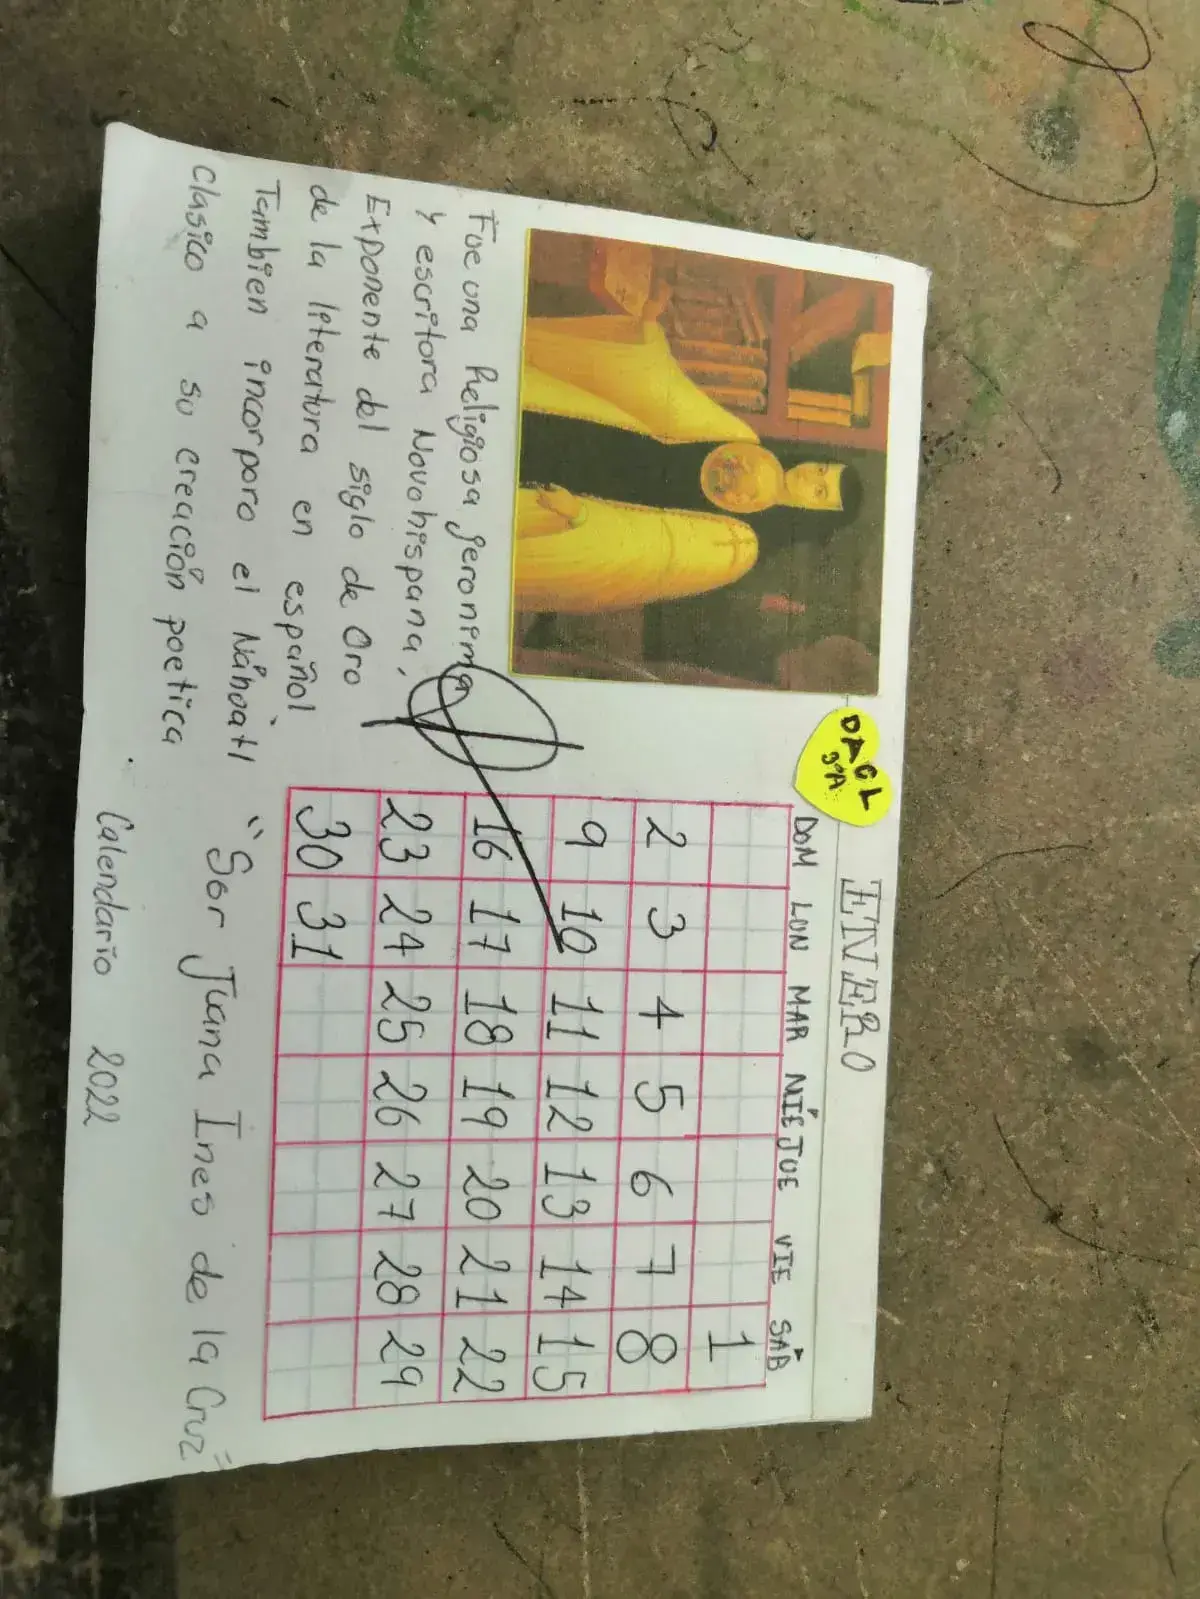 DAGL
3°A
ENERO
DOM LUN MAR MIÉ JUE VIE SÁB
1
2 3 4 5 6 7 8
9 10 11 12 13 14 15
16 17 18 19 20 21 22
23 24 25 26 27 28 29
30 31
Fue una Religiosa jeronima
y escritora Novohispana,
Exponente del siglo de Oro
de la literatura en español
Tambien incorporo el Náhuatl
Clasico a su creación poetica
"Sor Juana Ines de la Cruz"
Calendario 2022